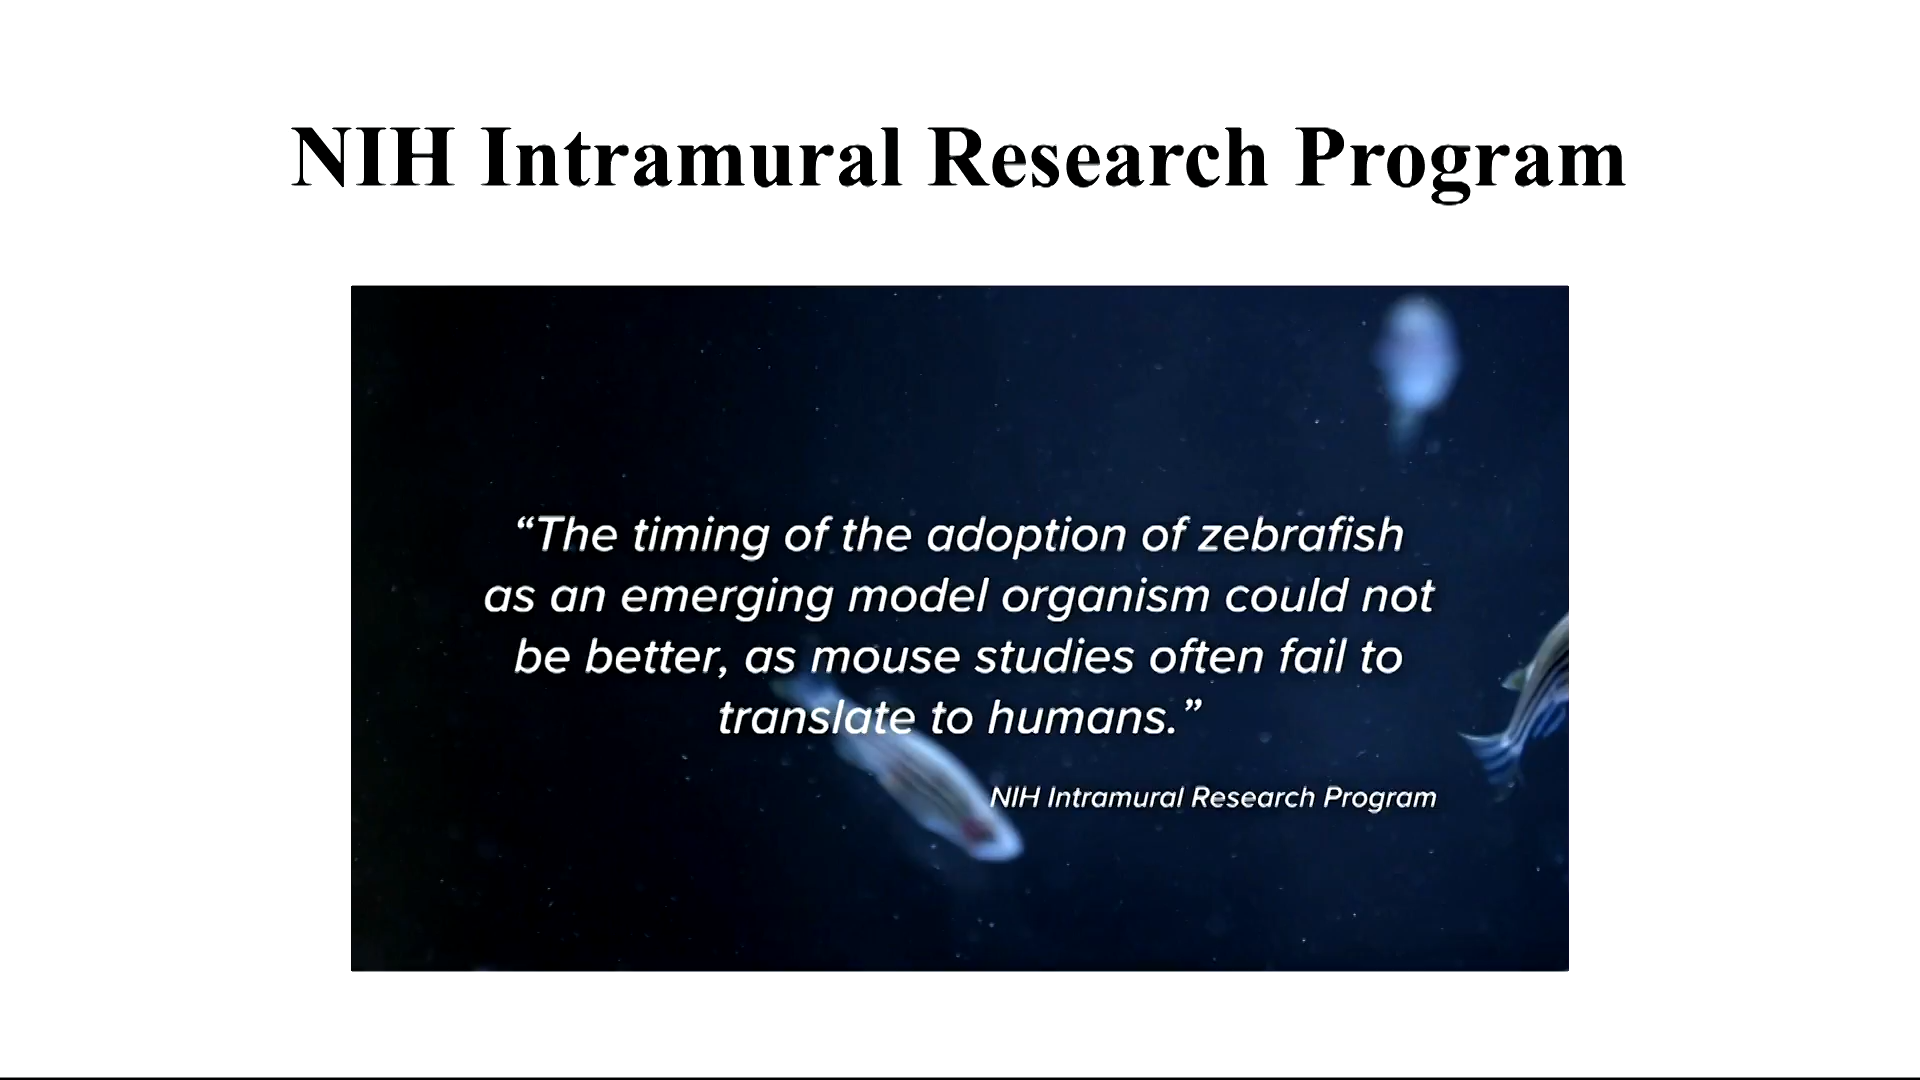 NIH Intramural Research Program
“The timing of the adoption of zebrafish
as an emerging model organism could not
be better, as mouse studies often fail to
translate to humans.”
NIH Intramural Research Program